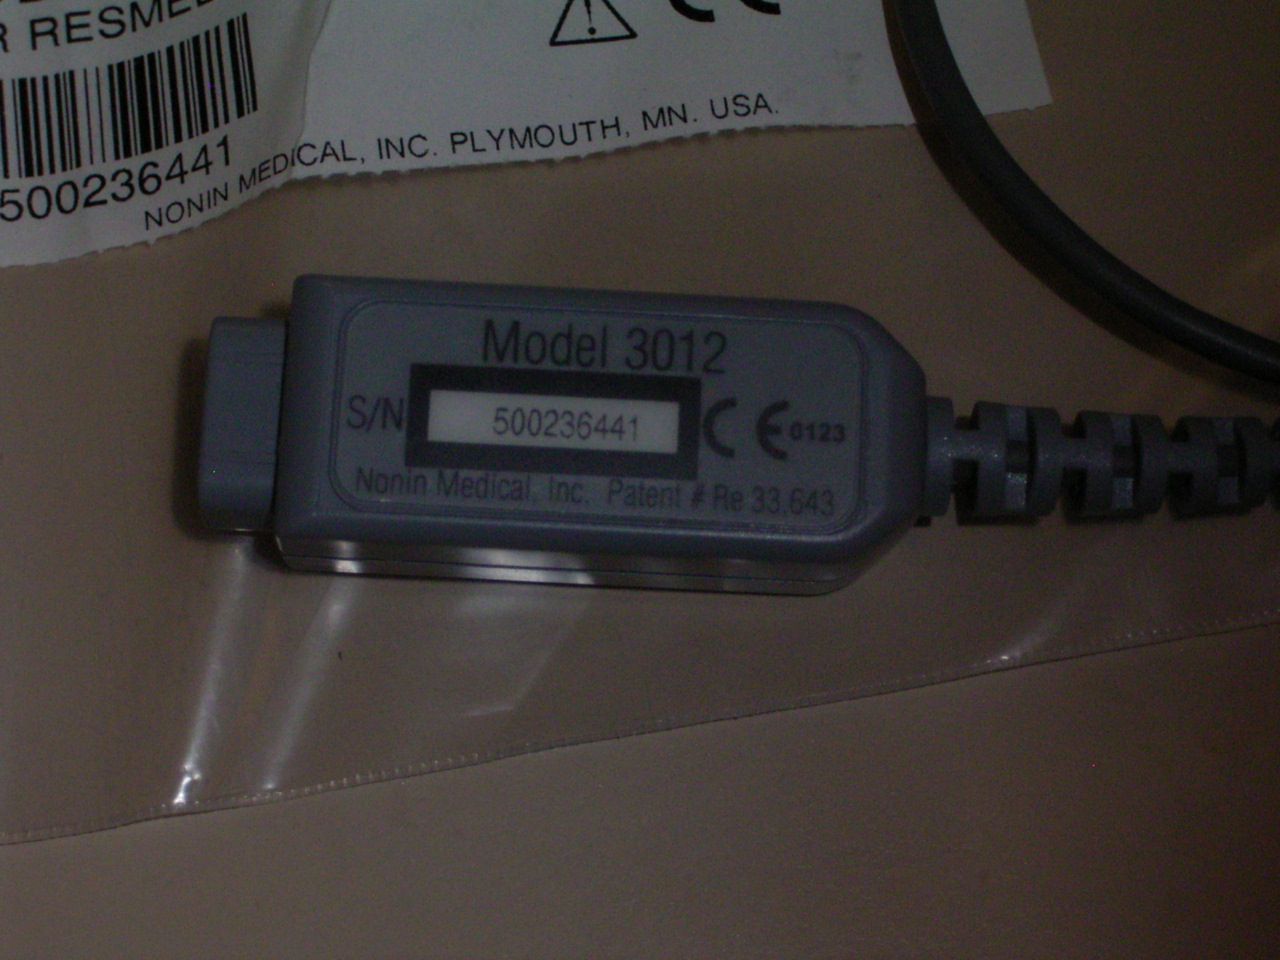 R RESMED
500236441
NONIN MEDICAL, INC. PLYMOUTH, MN. USA.
Model 3012
S/N 500236441 CE 0123
Nonin Medical, Inc. Patent # Re 33,643